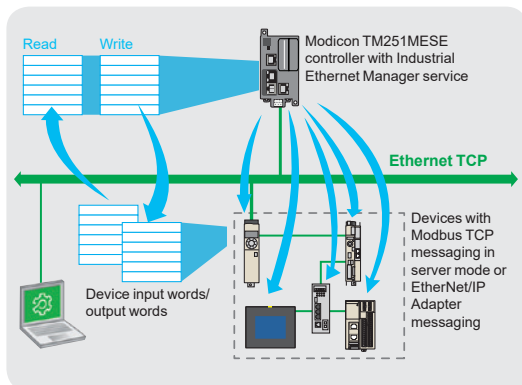 Read
Write
Modicon TM251MESE
controller with Industrial
Ethernet Manager service
Ethernet TCP
Devices with
Modbus TCP
messaging in
server mode or
EtherNet/IP
Adapter
messaging
Device input words/
output words